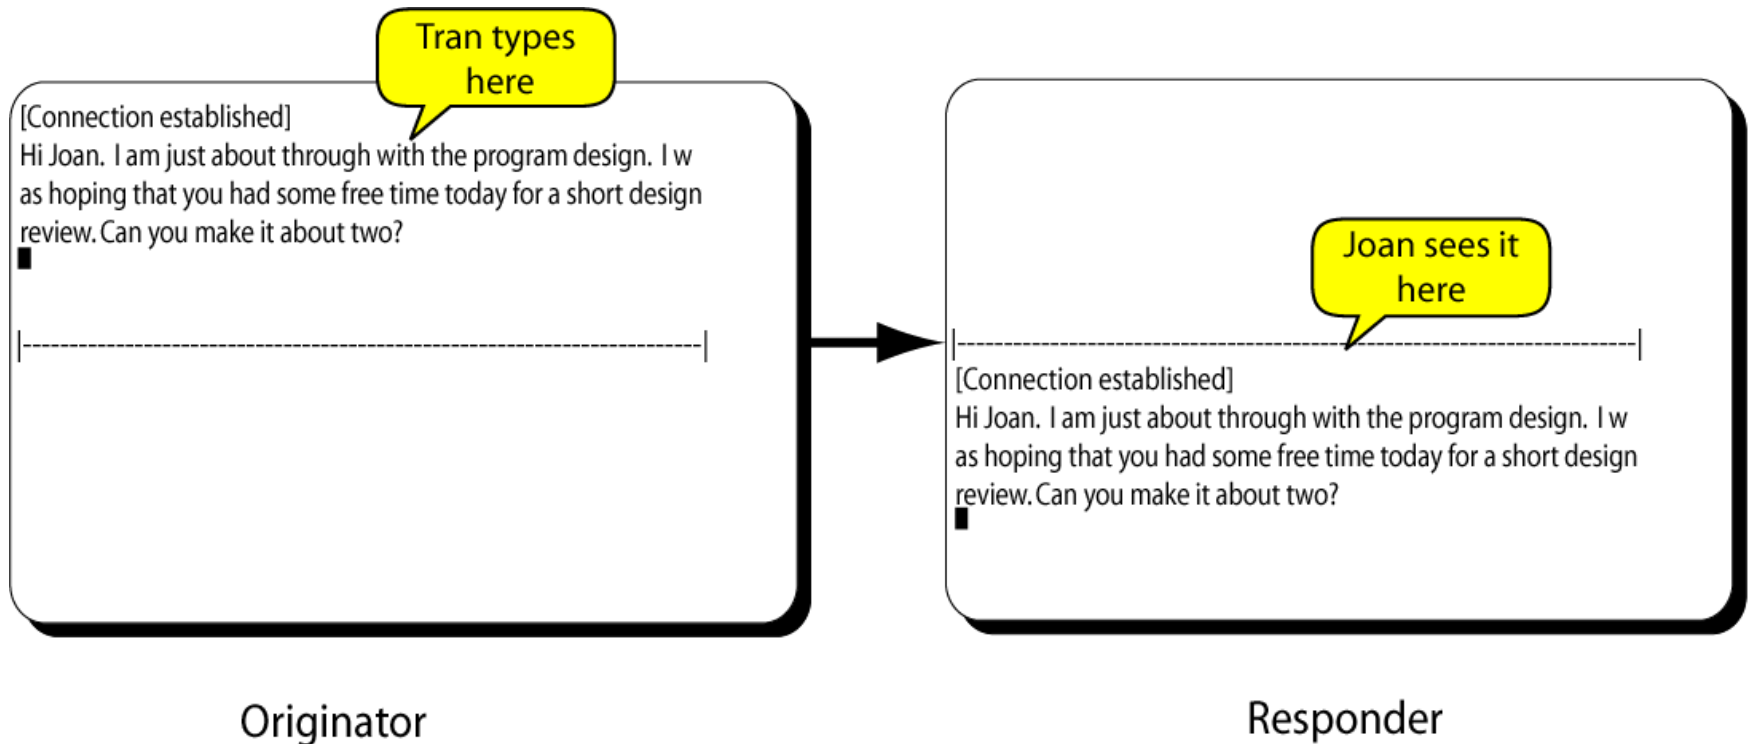 Tran types
here
[Connection established]
Hi Joan. I am just about through with the program design. I w
as hoping that you had some free time today for a short design
review. Can you make it about two?
|--------------------------------------------------------------------------|
Originator
Joan sees it
here
|--------------------------------------------------------------------------|
[Connection established]
Hi Joan. I am just about through with the program design. I w
as hoping that you had some free time today for a short design
review. Can you make it about two?
Responder